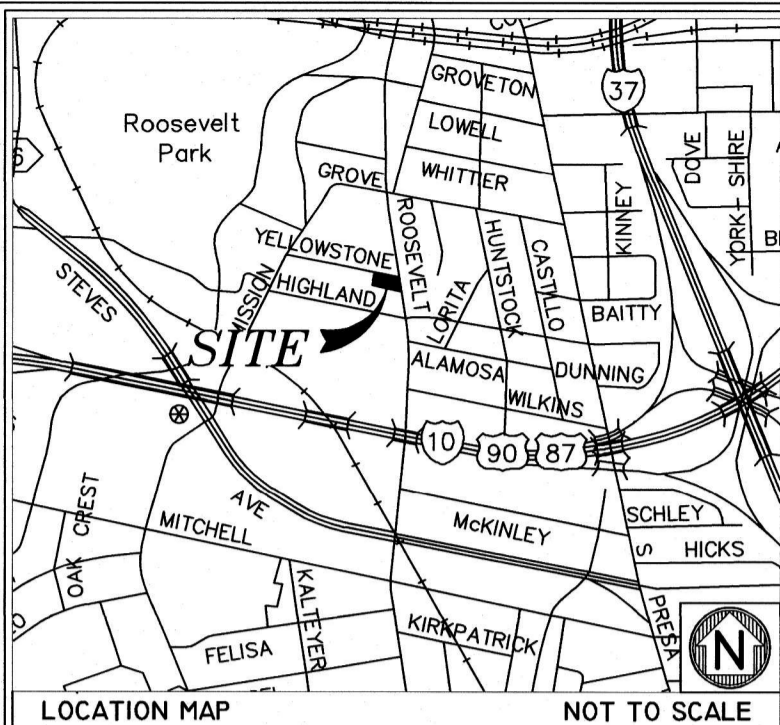 GROVETON
37
LOWELL
Roosevelt
Park
DOVE
YORK-SHIRE
6
WHITTIER
GROVE
KINNEY
ROOSEVELT
HUNTSTOCK
CASTILLO
YELLOWSTONE
STEVES
MISSION
HIGHLAND
LORITA
BAITTY
SITE
ALAMOSA
DUNNING
WILKINS
10
90
87
OAK CREST
AVE
MITCHELL
McKINLEY
SCHLEY
S
HICKS
KALTEYER
PRESA
KIRKPATRICK
FELISA
N
LOCATION MAP
NOT TO SCALE